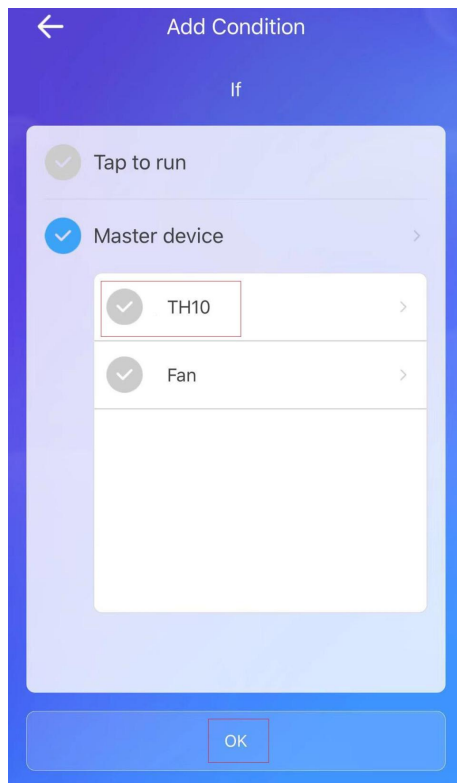 Add Condition
If
Tap to run
Master device
TH10
Fan
OK